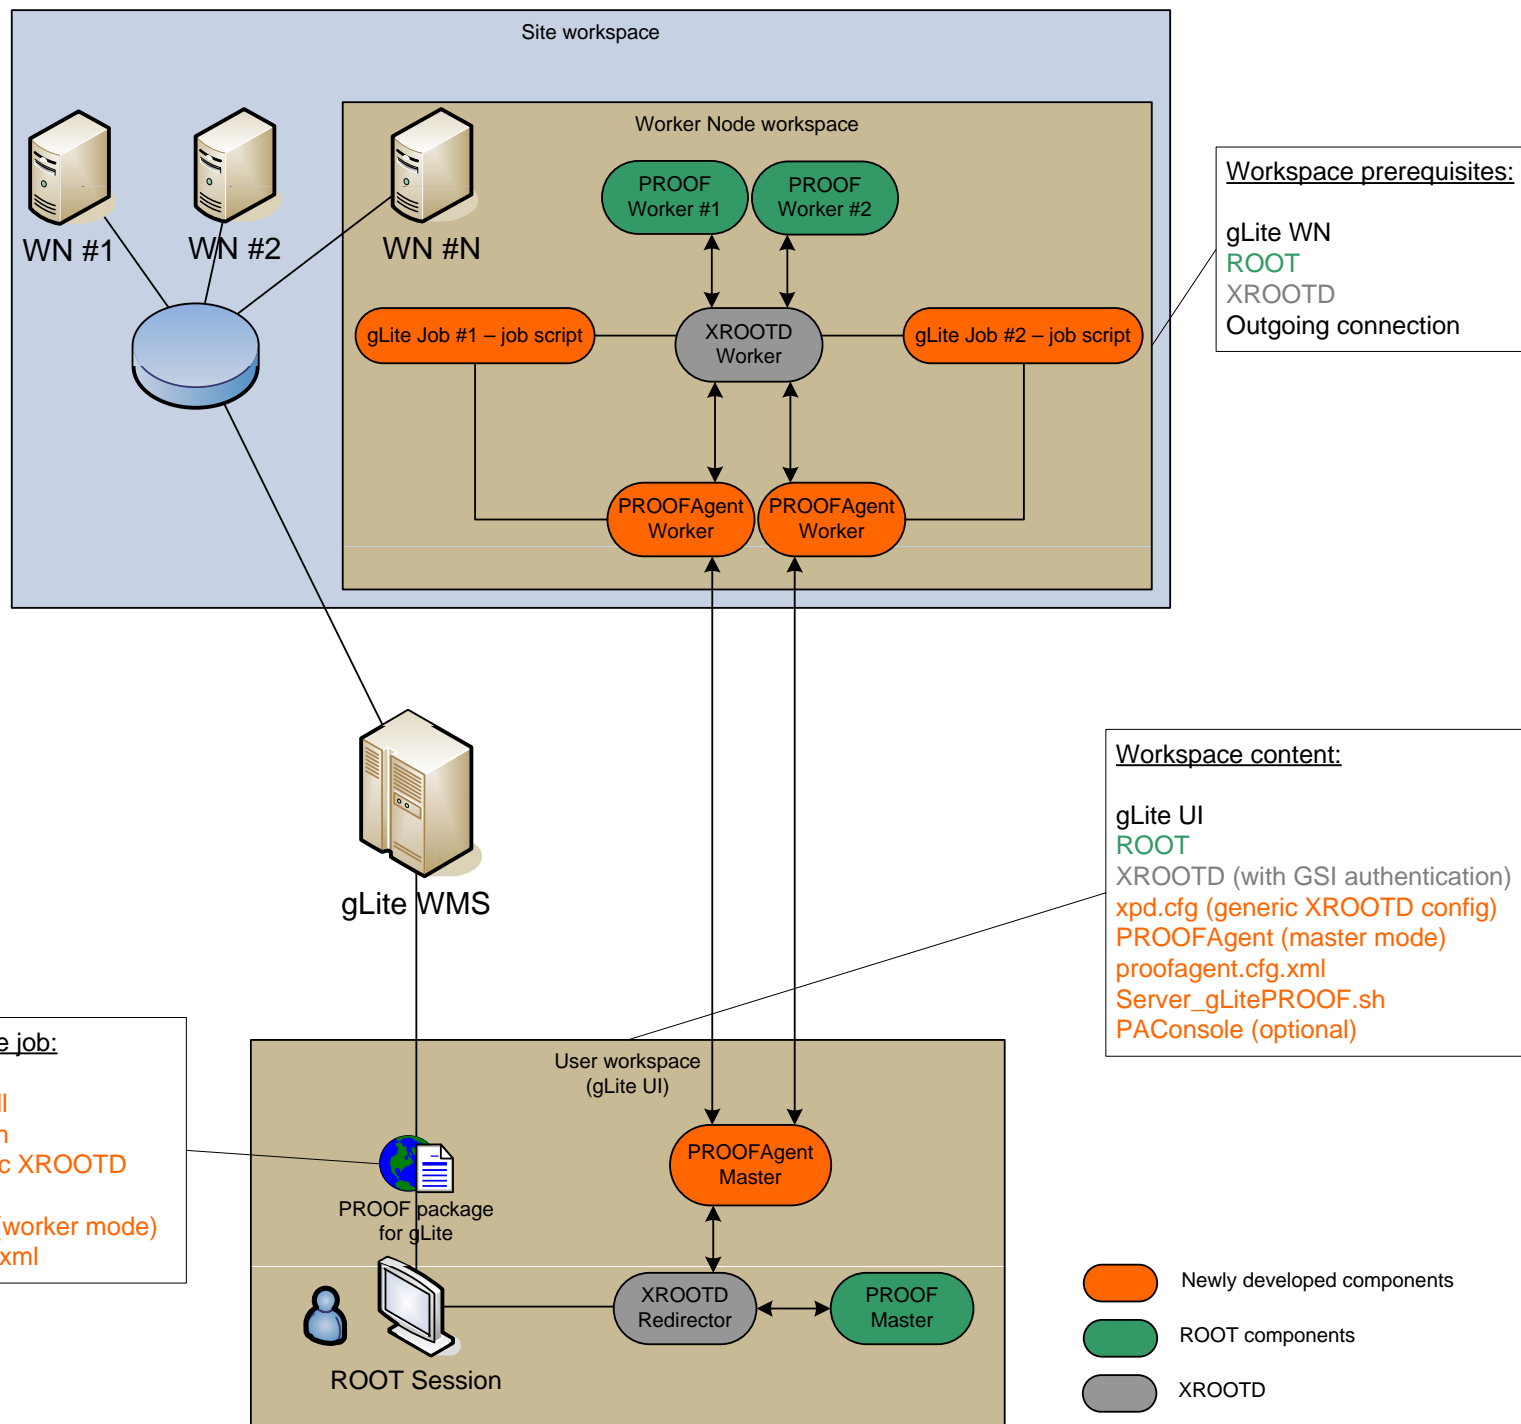 Site workspace
Worker Node workspace
WN #1
WN #2
WN #N
PROOF
Worker #1
PROOF
Worker #2
gLite Job #1 – job script
XROOTD
Worker
gLite Job #2 – job script
PROOFAgent
Worker
PROOFAgent
Worker
Workspace prerequisites:
gLite WN
ROOT
XROOTD
Outgoing connection
gLite WMS
Workspace content:
gLite UI
ROOT
XROOTD (with GSI authentication)
xpd.cfg (generic XROOTD config)
PROOFAgent (master mode)
proofagent.cfg.xml
Server_gLitePROOF.sh
PAConsole (optional)
job:
XROOTD
(worker mode)
xml
User workspace
(gLite UI)
PROOFAgent
Master
PROOF package
for gLite
XROOTD
Redirector
PROOF
Master
ROOT Session
Newly developed components
ROOT components
XROOTD